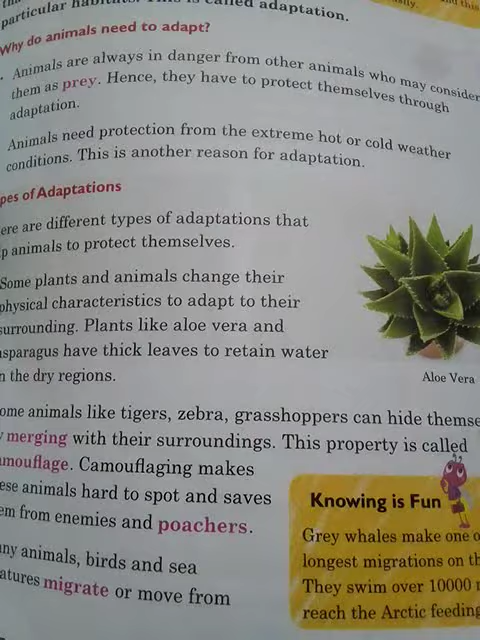 particular habitats. This is called adaptation.
Why do animals need to adapt?
Animals are always in danger from other animals who may consider
them as prey. Hence, they have to protect themselves through
adaptation.
Animals need protection from the extreme hot or cold weather
conditions. This is another reason for adaptation.
pes of Adaptations
ere are different types of adaptations that
p animals to protect themselves.
Some plants and animals change their
physical characteristics to adapt to their
surrounding. Plants like aloe vera and
asparagus have thick leaves to retain water
n the dry regions.
Aloe Vera
ome animals like tigers, zebra, grasshoppers can hide themse
y merging with their surroundings. This property is called
mouflage. Camouflaging makes
ese animals hard to spot and saves
em from enemies and poachers.
ny animals, birds and sea
atures migrate or move from
Knowing is Fun
Grey whales make one o
longest migrations on th
They swim over 10000
reach the Arctic feeding